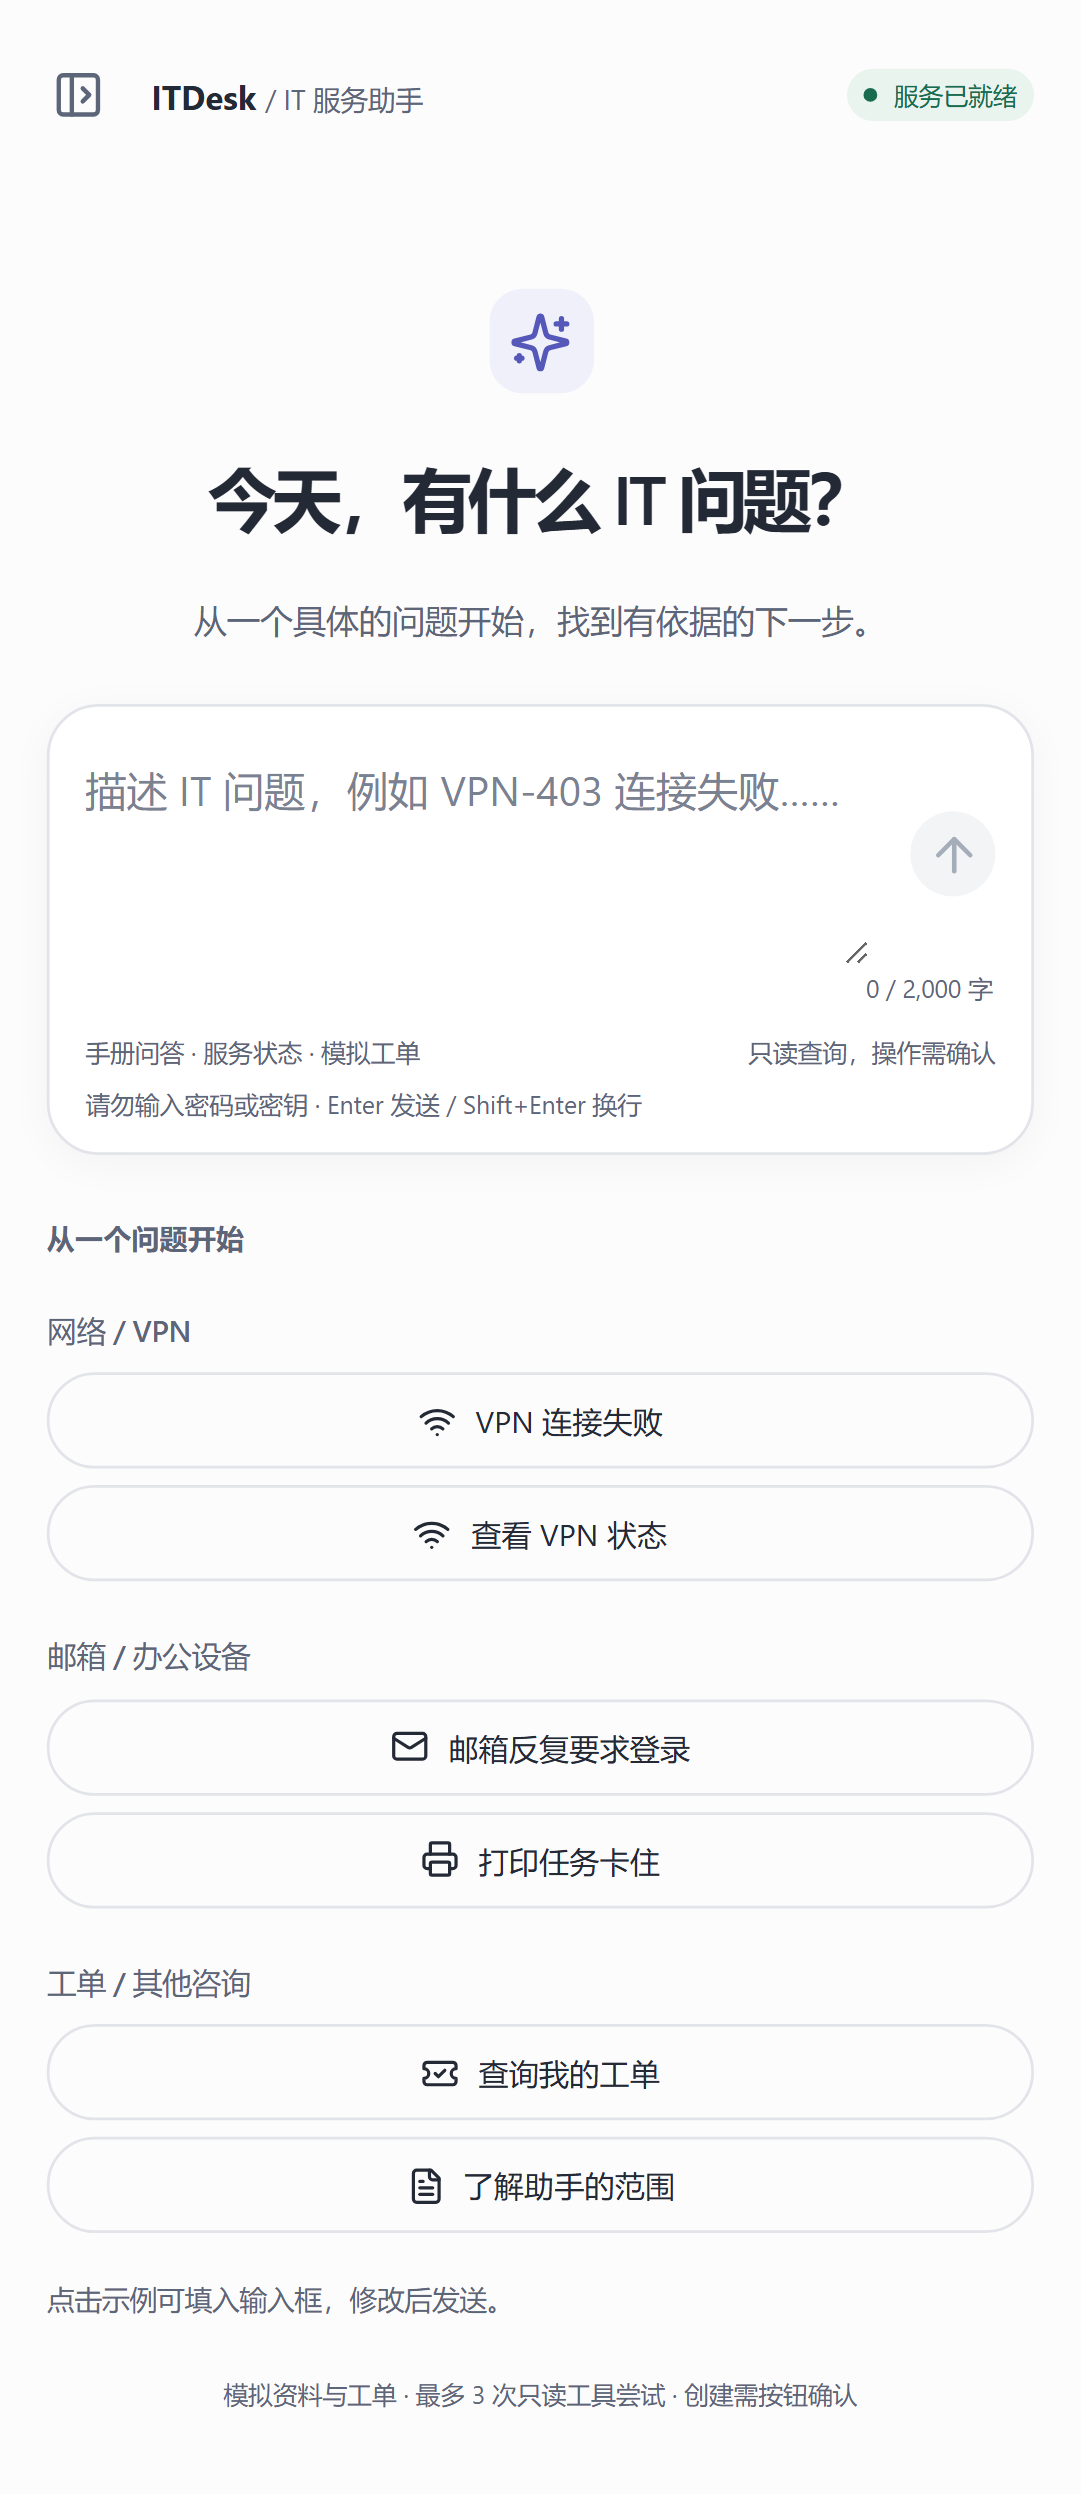 ITDesk / IT 服务助手
服务已就绪
今天，有什么 IT 问题？
从一个具体的问题开始，找到有依据的下一步。
描述 IT 问题，例如 VPN-403 连接失败……
0 / 2,000 字
手册问答 · 服务状态 · 模拟工单
只读查询，操作需确认
请勿输入密码或密钥 · Enter 发送 / Shift+Enter 换行
从一个问题开始
网络 / VPN
VPN 连接失败
查看 VPN 状态
邮箱 / 办公设备
邮箱反复要求登录
打印任务卡住
工单 / 其他咨询
查询我的工单
了解助手的范围
点击示例可填入输入框，修改后发送。
模拟资料与工单 · 最多 3 次只读工具尝试 · 创建需按钮确认